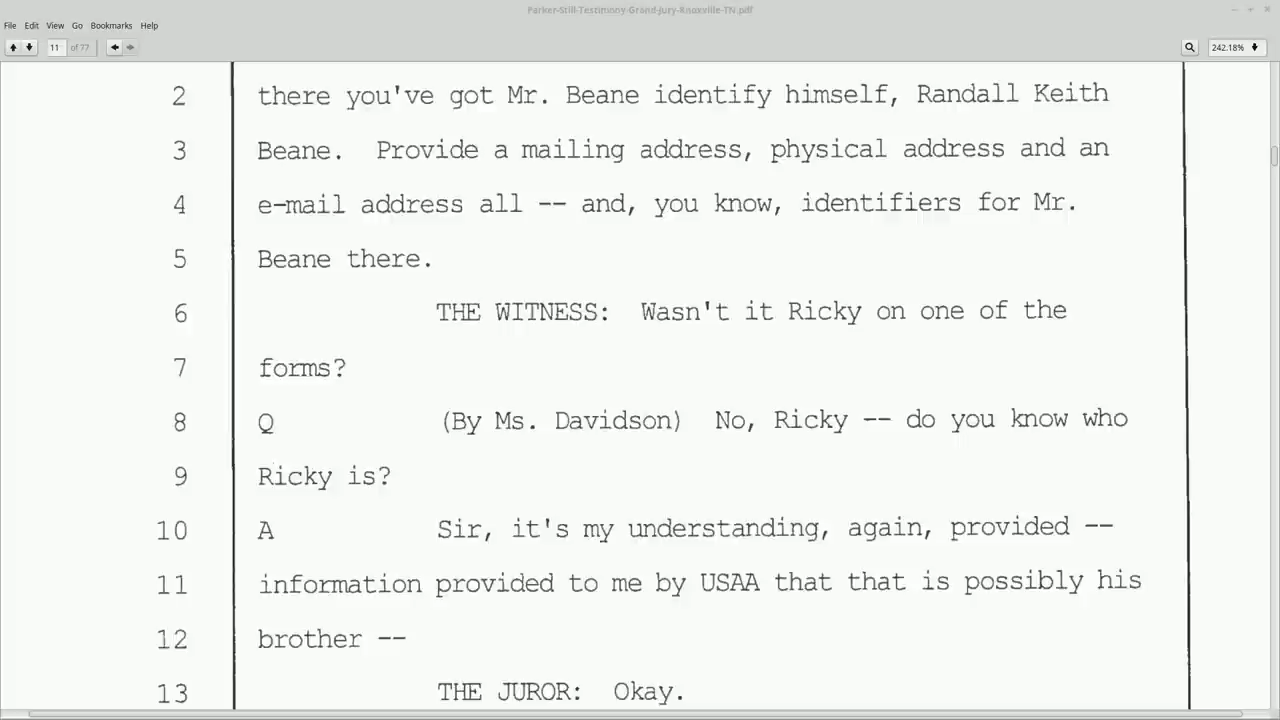 Parker-Still-Testimony-Grand-Jury-Knoxville-TN.pdf
File Edit View Go Bookmarks Help
11 of 77 242.18%
2 there you've got Mr. Beane identify himself, Randall Keith
3 Beane. Provide a mailing address, physical address and an
4 e-mail address all -- and, you know, identifiers for Mr.
5 Beane there.
6 THE WITNESS: Wasn't it Ricky on one of the
7 forms?
8 Q (By Ms. Davidson) No, Ricky -- do you know who
9 Ricky is?
10 A Sir, it's my understanding, again, provided --
11 information provided to me by USAA that that is possibly his
12 brother --
13 THE JUROR: Okay.